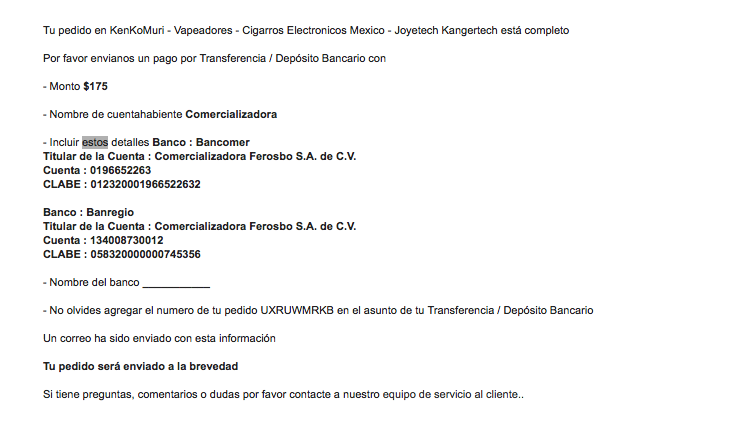 Tu pedido en KenKoMuri - Vapeadores - Cigarros Electronicos Mexico - Joyetech Kangertech está completo
Por favor envianos un pago por Transferencia / Depósito Bancario con
- Monto $175
- Nombre de cuentahabiente Comercializadora
- Incluir estos detalles Banco : Bancomer
Titular de la Cuenta : Comercializadora Ferosbo S.A. de C.V.
Cuenta : 0196652263
CLABE : 012320001966522632
Banco : Banregio
Titular de la Cuenta : Comercializadora Ferosbo S.A. de C.V.
Cuenta : 134008730012
CLABE : 058320000000745356
- Nombre del banco ___________
- No olvides agregar el numero de tu pedido UXRUWMRKB en el asunto de tu Transferencia / Depósito Bancario
Un correo ha sido enviado con esta información
Tu pedido será enviado a la brevedad
Si tiene preguntas, comentarios o dudas por favor contacte a nuestro equipo de servicio al cliente..